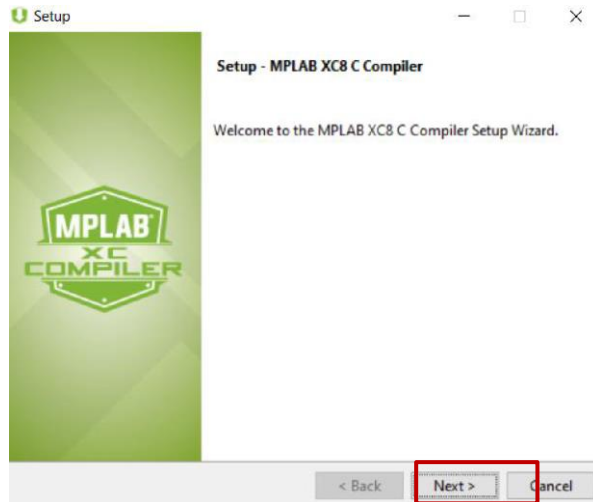 Setup
Setup - MPLAB XC8 C Compiler
Welcome to the MPLAB XC8 C Compiler Setup Wizard.
MPLAB®
XC
COMPILER
< Back Next > Cancel